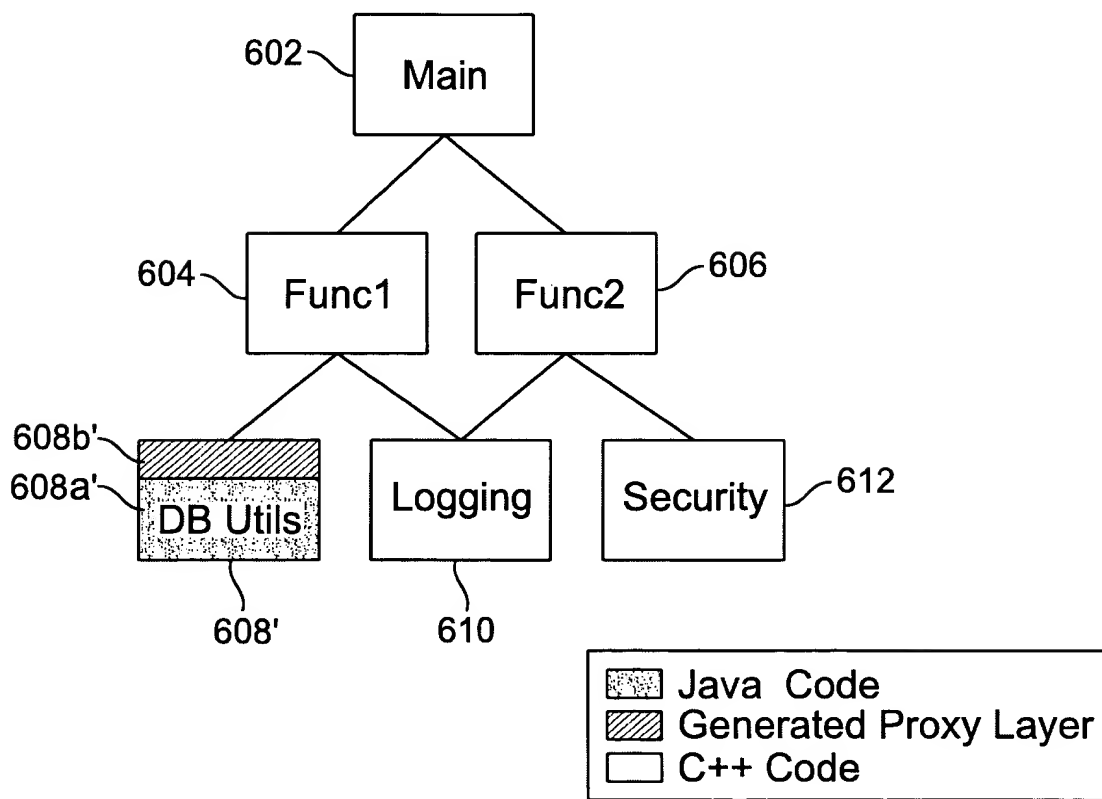 602
Main
604
Func1
Func2
606
608b'
608a'
DB Utils
Logging
Security
612
608'
610
Java Code
Generated Proxy Layer
C++ Code